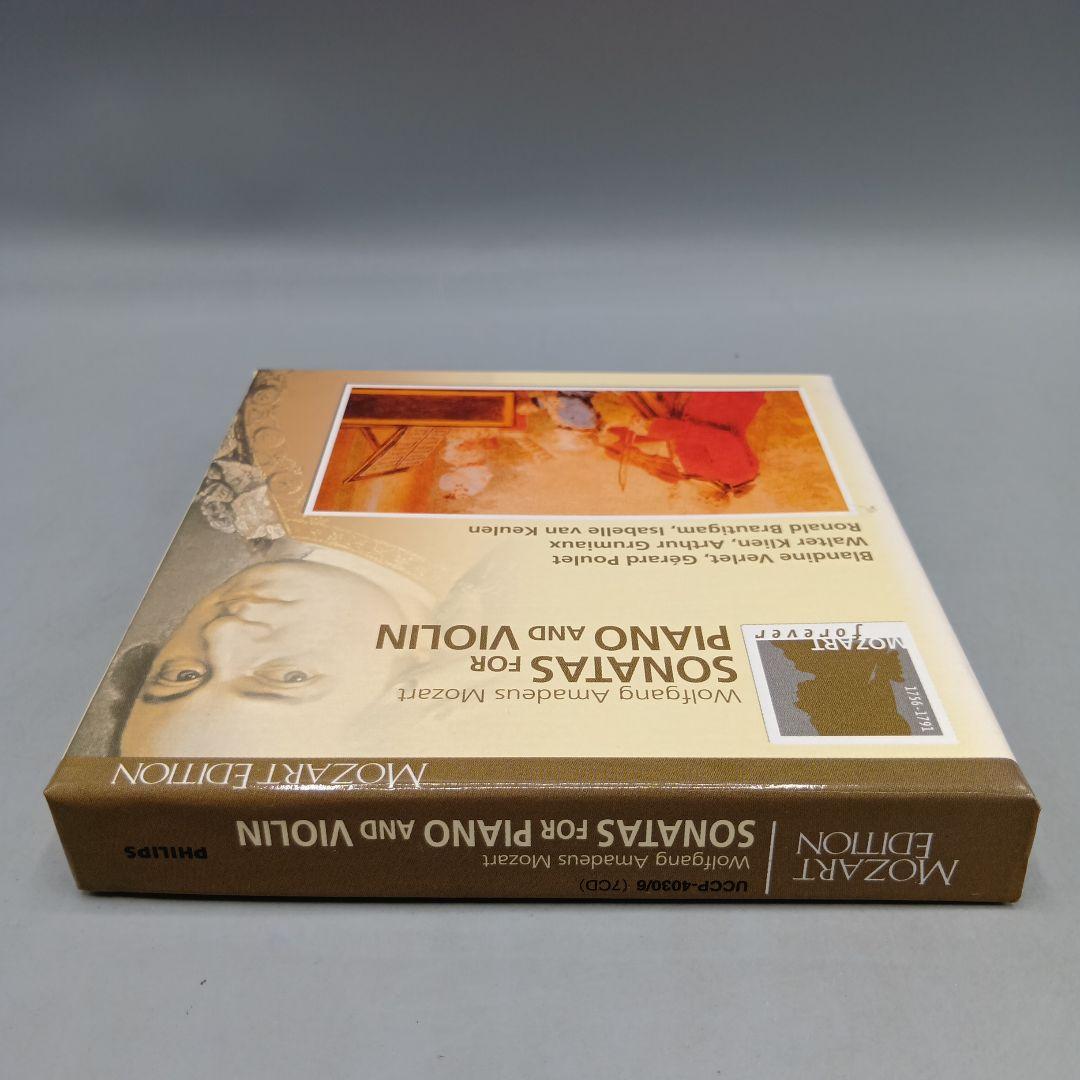 MOZART EDITION
1756-1791
MOZART
forever
Wolfgang Amadeus Mozart
SONATAS FOR
PIANO AND VIOLIN
Blandine Verlet, Gérard Poulet
Walter Klien, Arthur Grumiaux
Ronald Brautigam, Isabelle van Keulen
MOZART
EDITION
UCCP-4030/6 (7CD)
Wolfgang Amadeus Mozart
SONATAS FOR PIANO AND VIOLIN
PHILIPS